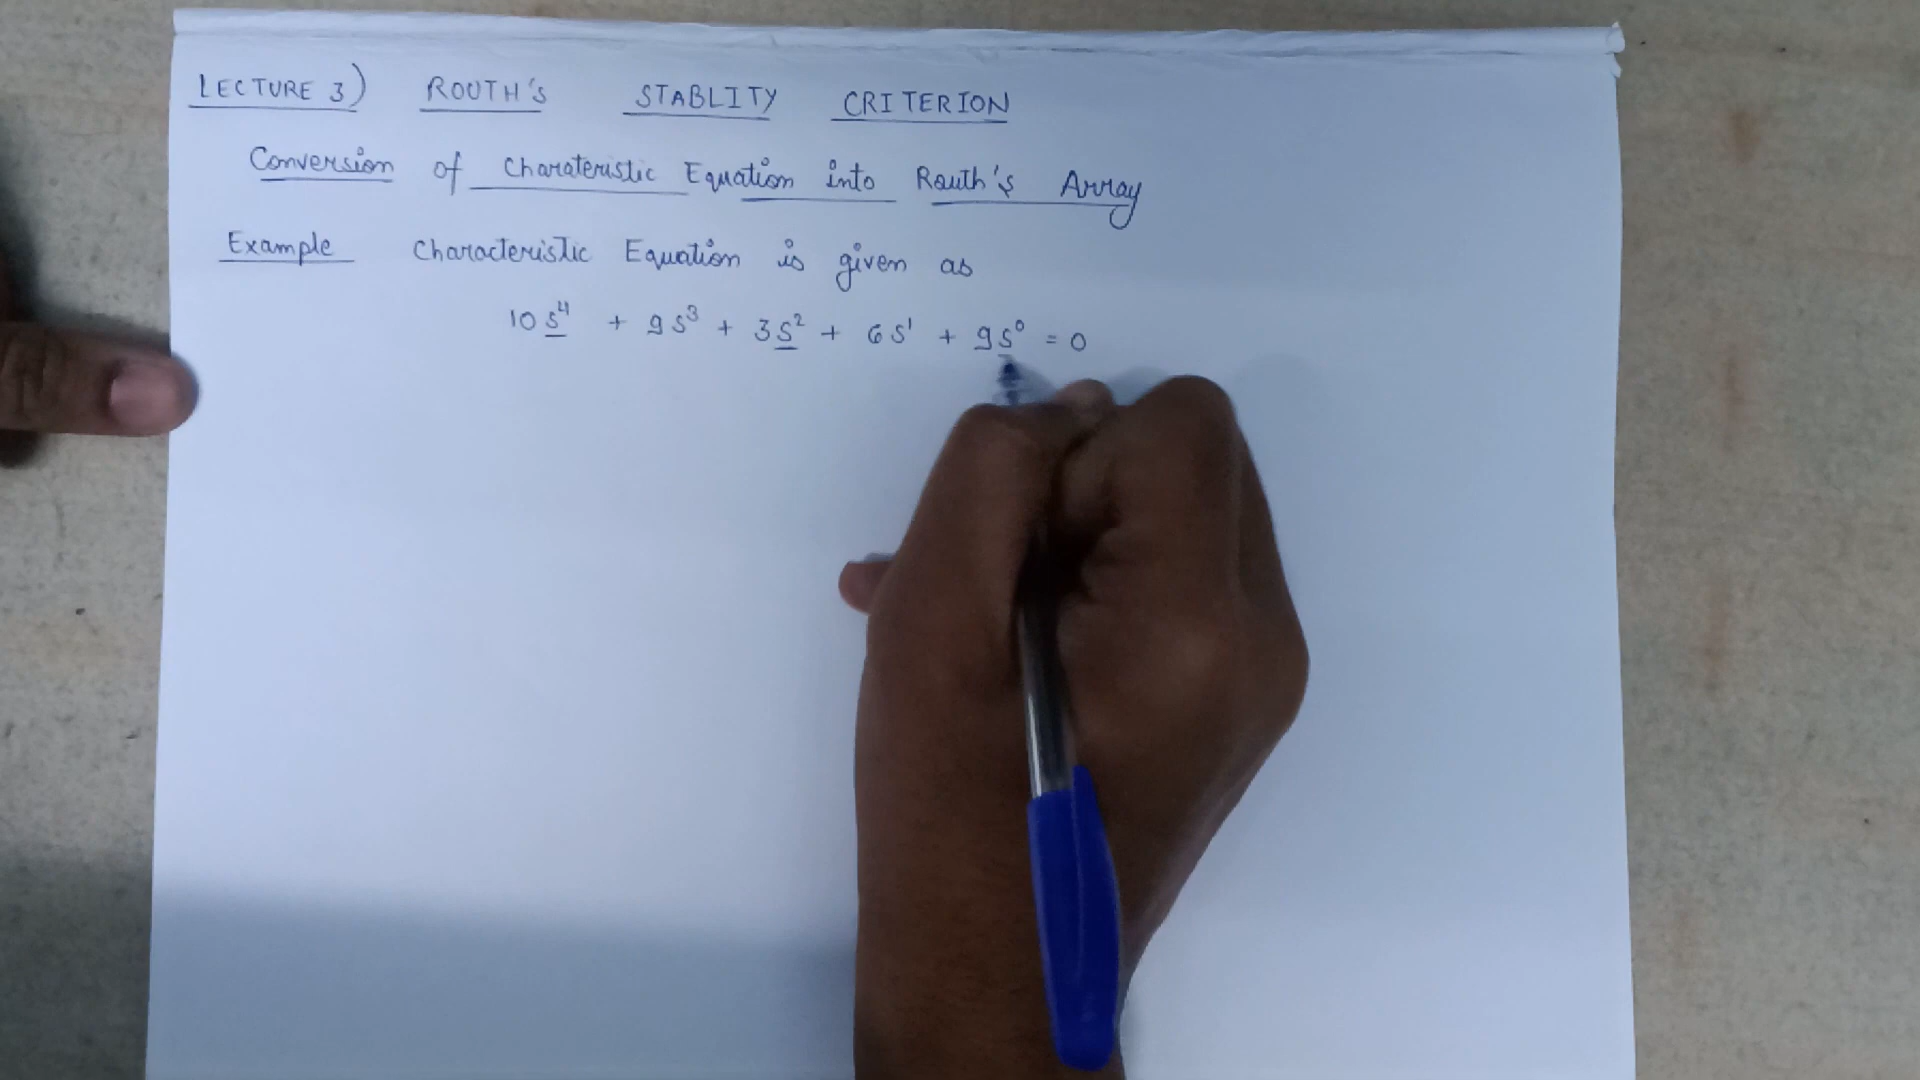 LECTURE 3) ROUTH'S STABLITY CRITERION
Conversion of Charateristic Equation into Routh's Array
Example Characteristic Equation is given as
10s⁴ + 9s³ + 3s² + 6s¹ + 9s⁰ = 0